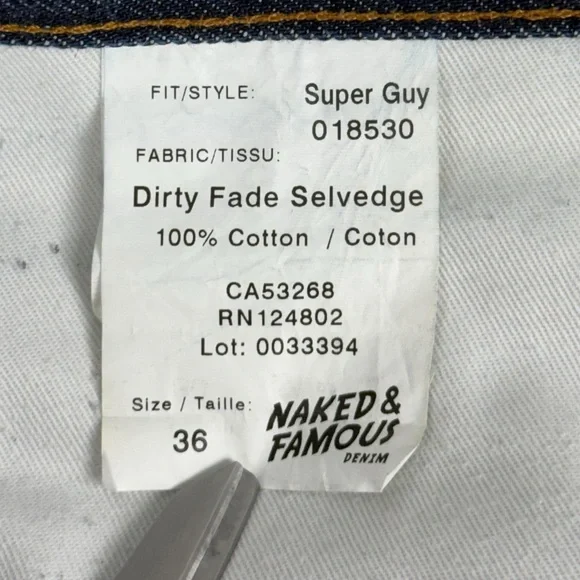 FIT/STYLE: Super Guy
018530
FABRIC/TISSU:
Dirty Fade Selvedge
100% Cotton / Coton
CA53268
RN124802
Lot: 0033394
Size / Taille:
36
NAKED &
FAMOUS
DENIM